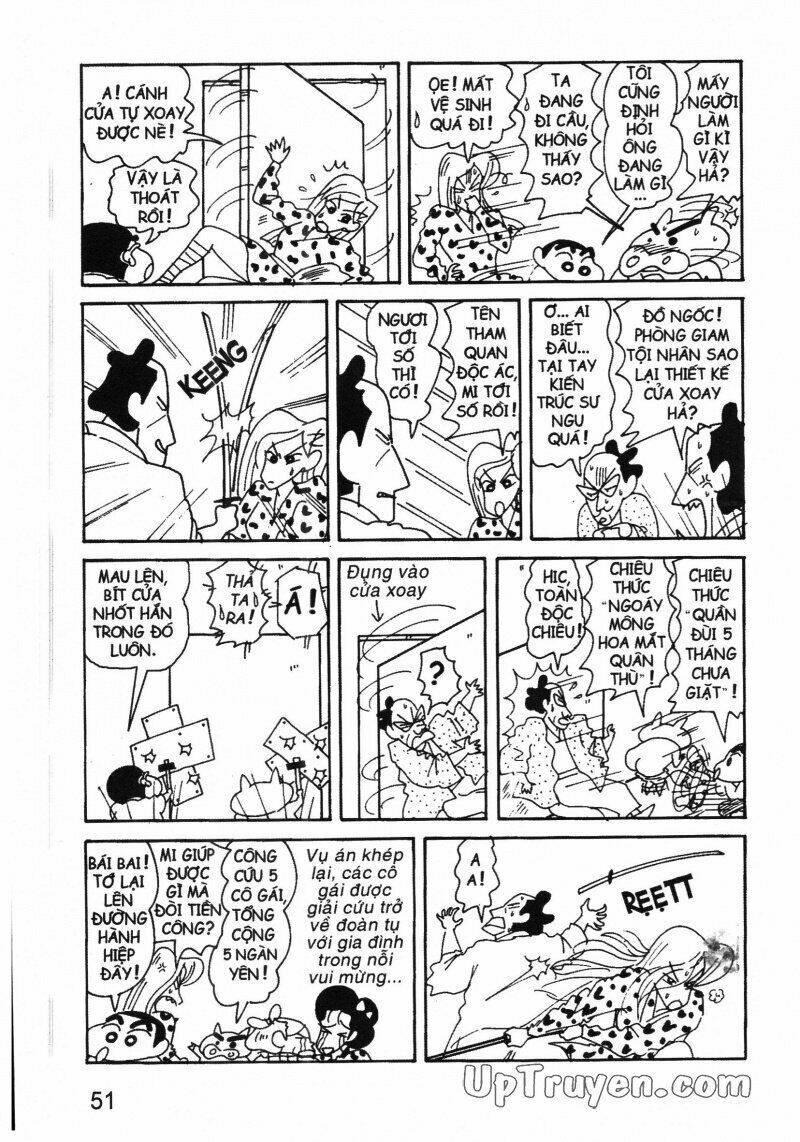 MẤY
NGƯỜI
LÀM
GÌ KÌ
VẬY
HẢ?
TÔI
CŨNG
ĐỊNH
HỎI
ÔNG
ĐANG
LÀM GÌ
...
TA
ĐANG
ĐI CẦU,
KHÔNG
THẤY
SAO?
ỌE! MẤT
VỆ SINH
QUÁ ĐI!
A! CÁNH
CỬA TỰ XOAY
ĐƯỢC NÈ!
VẬY LÀ
THOÁT
RỒI!
ĐỒ NGỐC!
PHÒNG GIAM
TỘI NHÂN SAO
LẠI THIẾT KẾ
CỬA XOAY
HẢ?
Ơ... AI
BIẾT
ĐÂU...
TẠI TAY
KIẾN
TRÚC SƯ
NGU
QUÁ!
TÊN
THAM
QUAN
ĐỘC ÁC,
MI TỚI
SỐ RỒI!
NGƯƠI
TỚI
SỐ
THÌ
CÓ!
KEENG
CHIÊU
THỨC
"QUẦN
ĐÙI 5
THÁNG
CHƯA
GIẶT"!
CHIÊU
THỨC
"NGOÁY
MÔNG
HOA MẮT
QUÂN
THÙ"!
HIC,
TOÀN
ĐỘC
CHIÊU!
Đụng vào
cửa xoay
?
Á!
THẢ
TA
RA!
MAU LÊN,
BÍT CỬA
NHỐT HẮN
TRONG ĐÓ
LUÔN.
A
A!
RẸẸTT
Vụ án khép
lại, các cô
gái được
giải cứu trở
về đoàn tụ
với gia đình
trong nỗi
vui mừng...
CÔNG
CỨU 5
CÔ GÁI,
TỔNG
CỘNG
5 NGÀN
YÊN!
MI GIÚP
ĐƯỢC
GÌ MÀ
ĐÒI TIỀN
CÔNG?
BÁI BAI!
TỚ LẠI
LÊN
ĐƯỜNG
HÀNH
HIỆP
ĐÂY!
51
UPTRUYEN.COM